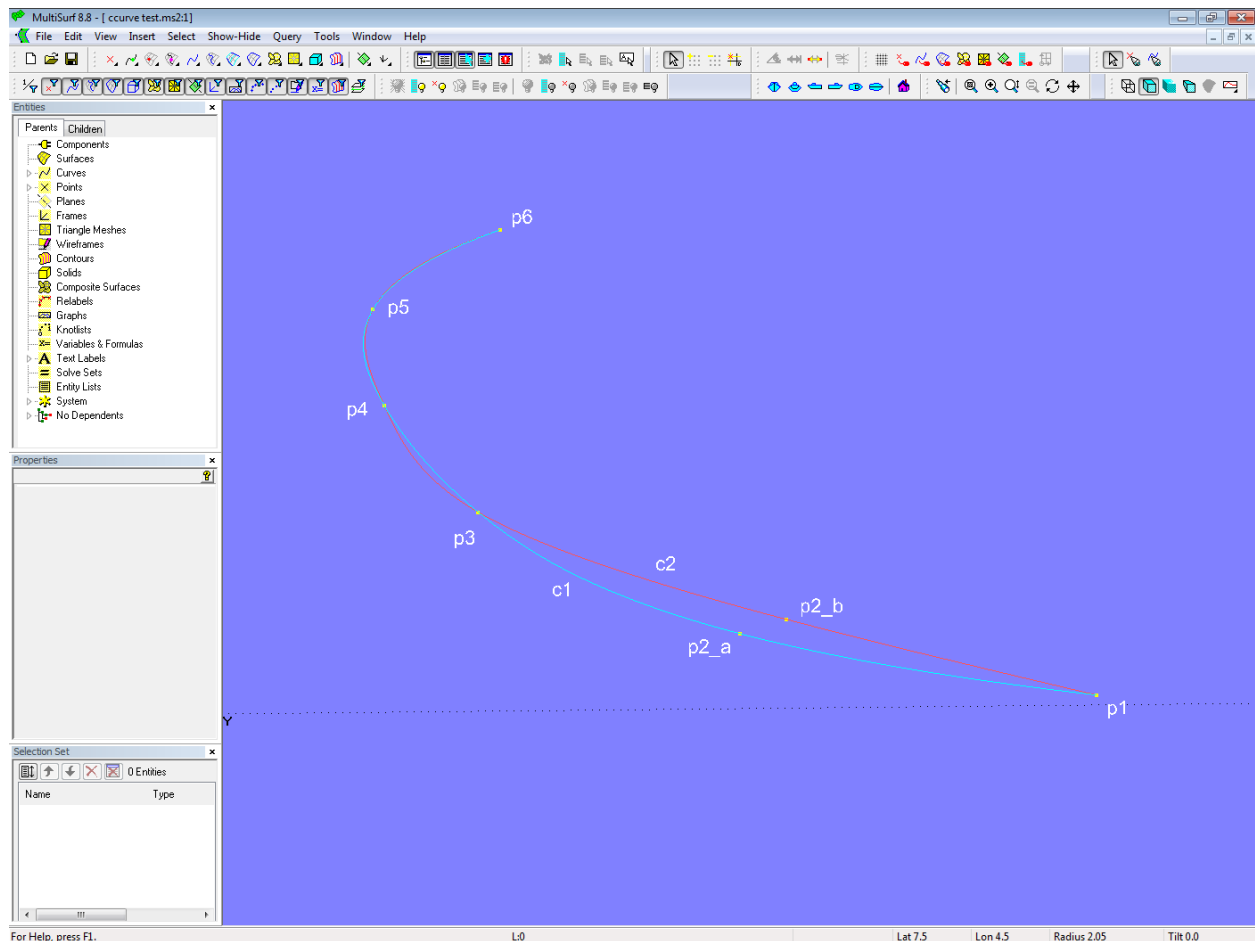 MultiSurf 8.8 - [ ccurve test.ms2:1]
File Edit View Insert Select Show-Hide Query Tools Window Help
Entities
Parents Children
Components
Surfaces
Curves
Points
Planes
Frames
Triangle Meshes
Wireframes
Contours
Solids
Composite Surfaces
Relabels
Graphs
Knotlists
Variables & Formulas
Text Labels
Solve Sets
Entity Lists
System
No Dependents
Properties
Selection Set
0 Entities
Name Type
p6
p5
p4
p3
c2
c1
p2_b
p2_a
p1
Y
For Help, press F1. L:0 Lat 7.5 Lon 4.5 Radius 2.05 Tilt 0.0